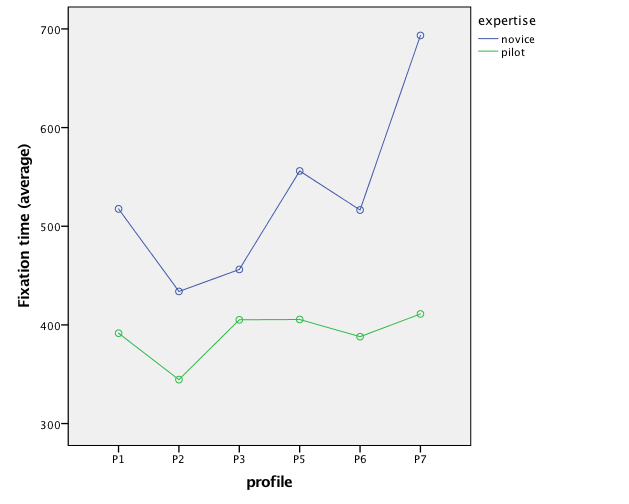 expertise
novice
pilot
700
600
500
400
300
Fixation time (average)
P1 P2 P3 P5 P6 P7
profile